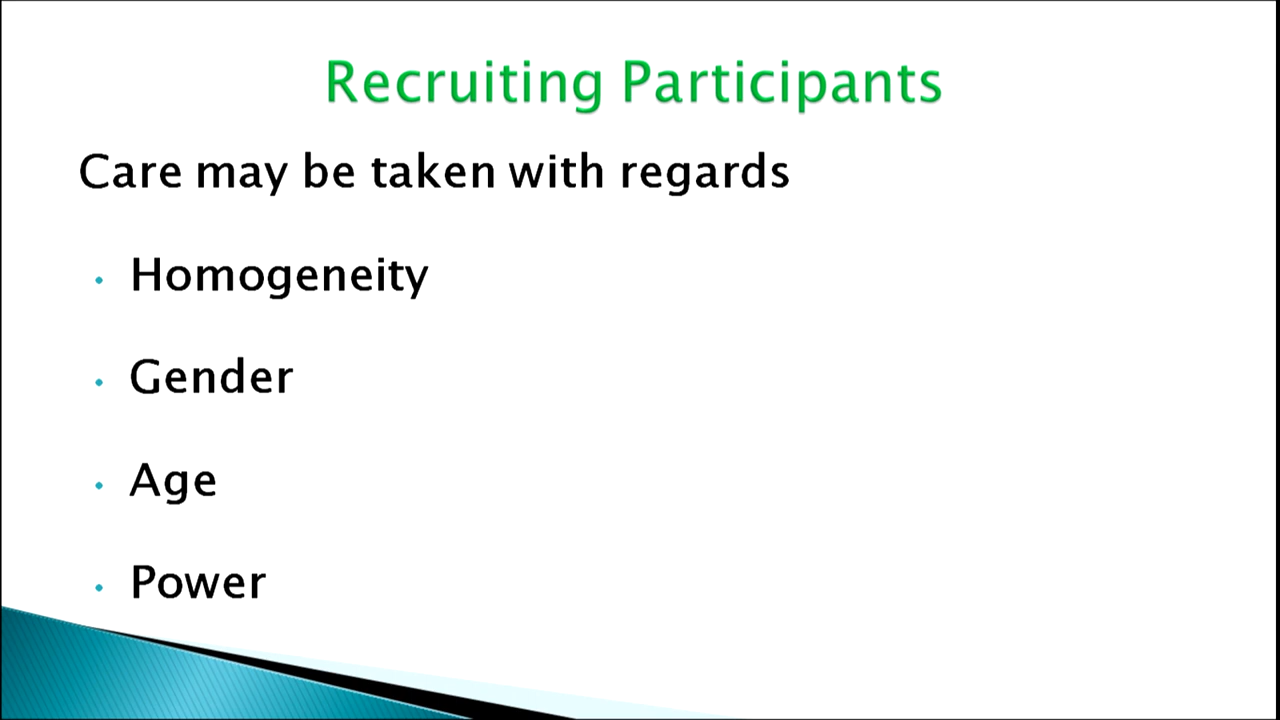 Recruiting Participants
Care may be taken with regards
• Homogeneity
• Gender
• Age
• Power